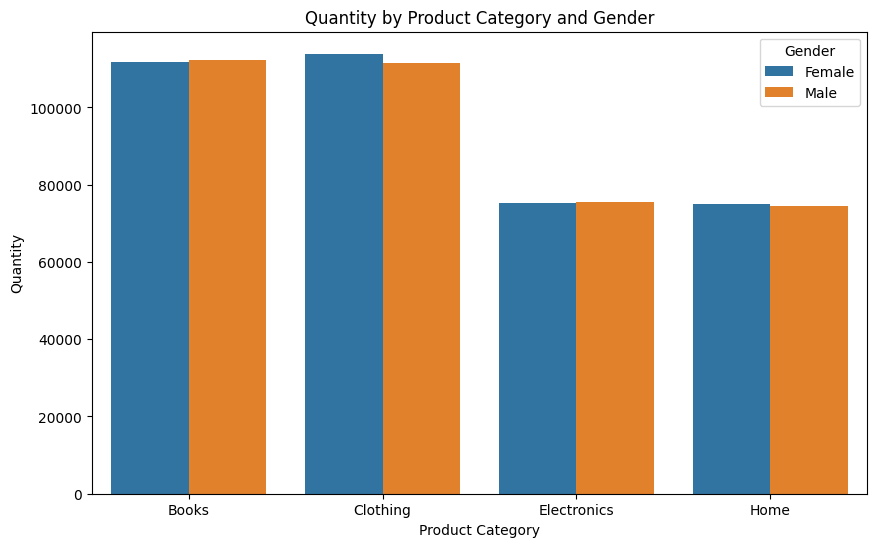 Quantity by Product Category and Gender
Gender
Female
Male
100000
80000
60000
40000
20000
0
Quantity
Books
Clothing
Electronics
Home
Product Category